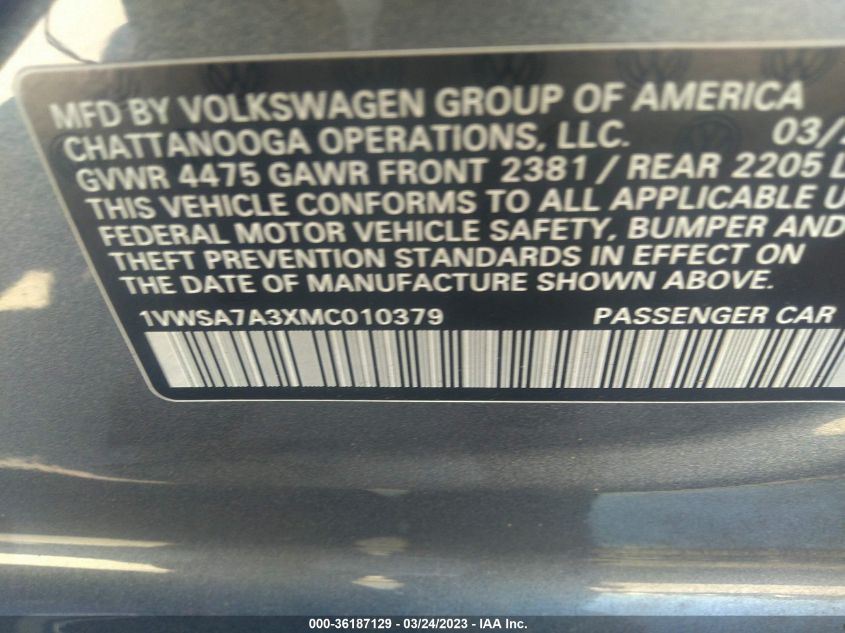 MFD BY VOLKSWAGEN GROUP OF AMERICA
CHATTANOOGA OPERATIONS, LLC. 03/
GVWR 4475 GAWR FRONT 2381 / REAR 2205 L
THIS VEHICLE CONFORMS TO ALL APPLICABLE U
FEDERAL MOTOR VEHICLE SAFETY, BUMPER AND
THEFT PREVENTION STANDARDS IN EFFECT ON
THE DATE OF MANUFACTURE SHOWN ABOVE.
1VWSA7A3XMC010379 PASSENGER CAR
000-36187129 - 03/24/2023 - IAA Inc.